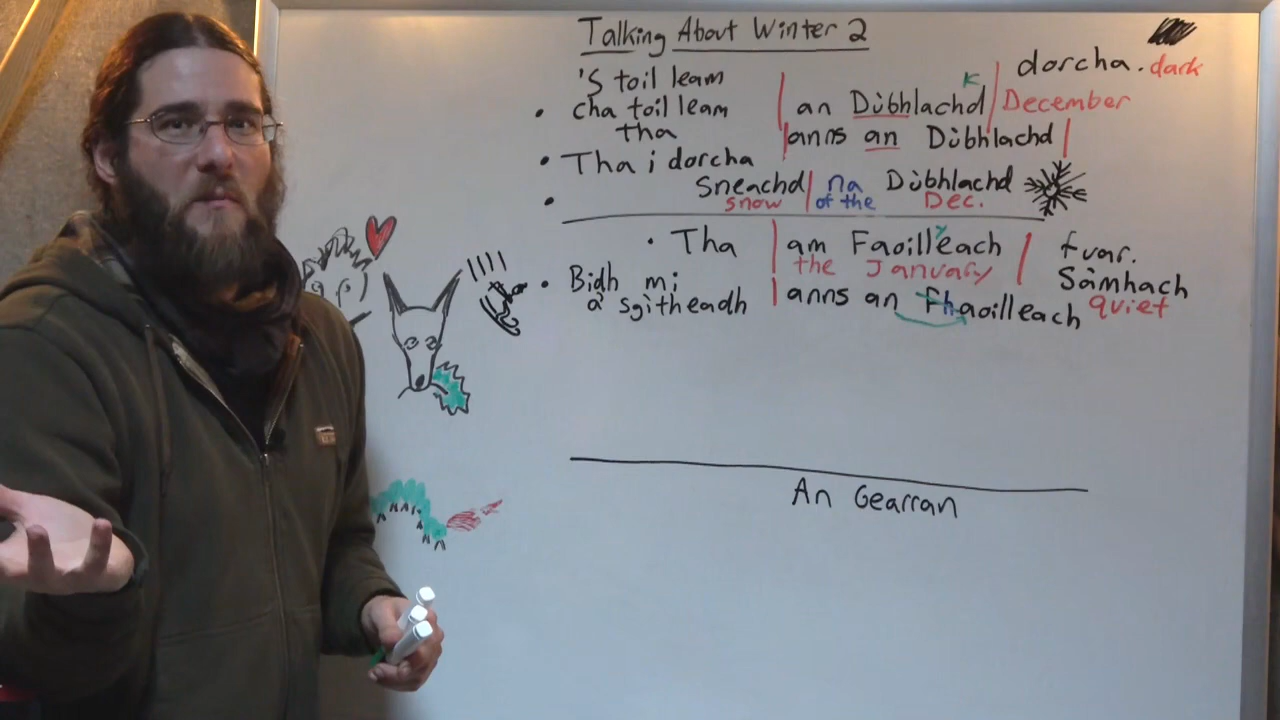 Talking About Winter 2
'S toil leam
dorcha. dark
cha toil leam an Dùbhlachd K December
tha anns an Dùbhlachd
Tha i dorcha
Sneachd na Dùbhlachd
snow of the Dec.
Tha am Faoilleach y fuar.
the January
Bidh mi Sàmhach
a' sgitheadh anns an fhaoilleach quiet
An Gearran